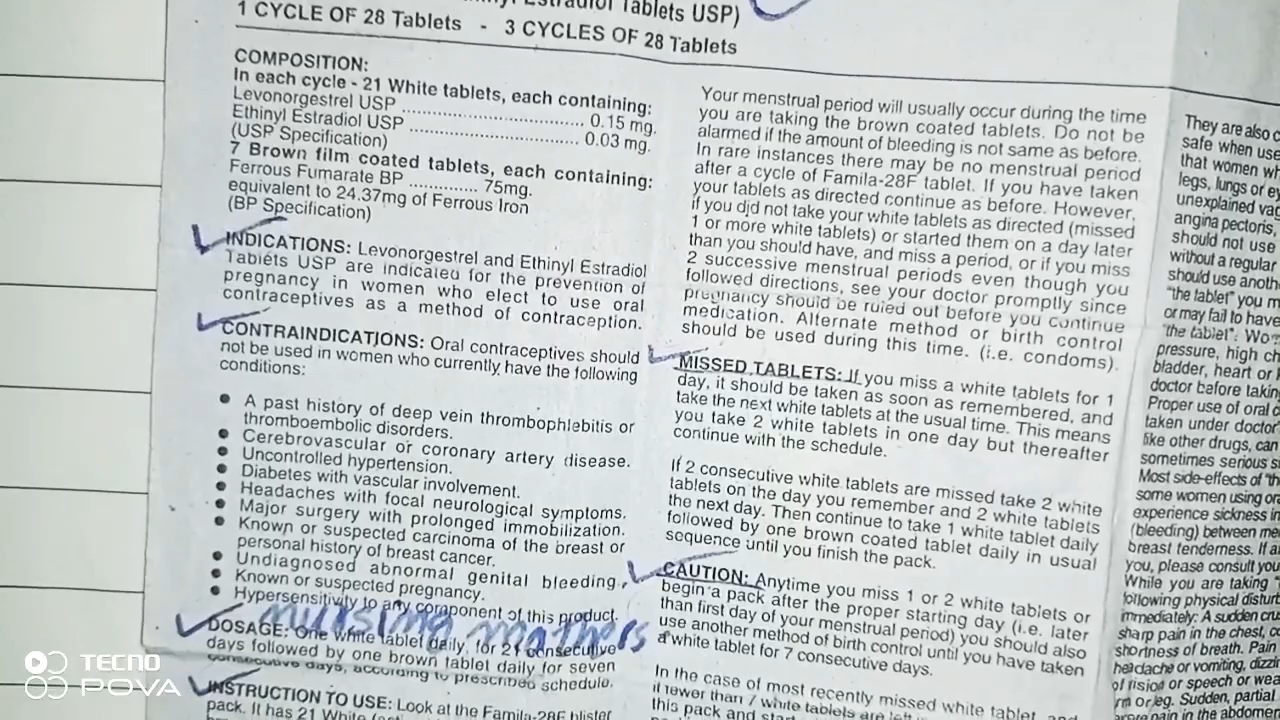 Estradiol Tablets USP)
1 CYCLE OF 28 Tablets - 3 CYCLES OF 28 Tablets
COMPOSITION:
In each cycle - 21 White tablets, each containing:
Levonorgestrel USP .............................. 0.15 mg.
Ethinyl Estradiol USP ............................ 0.03 mg.
(USP Specification)
7 Brown film coated tablets, each containing:
Ferrous Fumarate BP .............. 75mg.
equivalent to 24.37mg of Ferrous Iron
(BP Specification)
INDICATIONS: Levonorgestrel and Ethinyl Estradiol
Tablets USP are indicated for the prevention of
pregnancy in women who elect to use oral
contraceptives as a method of contraception.
CONTRAINDICATIONS: Oral contraceptives should
not be used in women who currently have the following
conditions:
● A past history of deep vein thrombophlebitis or
thromboembolic disorders.
● Cerebrovascular or coronary artery disease.
● Uncontrolled hypertension.
● Diabetes with vascular involvement.
● Headaches with focal neurological symptoms.
● Major surgery with prolonged immobilization.
● Known or suspected carcinoma of the breast or
personal history of breast cancer.
● Undiagnosed abnormal genital bleeding.
● Known or suspected pregnancy.
● Hypersensitivity to any component of this product.
nursing mothers
DOSAGE: One white tablet daily, for 21 consecutive
days followed by one brown tablet daily for seven
consecutive days, according to prescribed schedule.
INSTRUCTION TO USE: Look at the Famila-28F blister
pack. It has 21 White
Your menstrual period will usually occur during the time
you are taking the brown coated tablets. Do not be
alarmed if the amount of bleeding is not same as before.
In rare instances there may be no menstrual period
after a cycle of Famila-28F tablet. If you have taken
your tablets as directed continue as before. However,
if you did not take your white tablets as directed (missed
1 or more white tablets) or started them on a day later
than you should have, and miss a period, or if you miss
2 successive menstrual periods even though you
followed directions, see your doctor promptly since
pregnancy should be ruled out before you continue
medication. Alternate method or birth control
should be used during this time. (i.e. condoms).
MISSED TABLETS: If you miss a white tablets for 1
day, it should be taken as soon as remembered, and
take the next white tablets at the usual time. This means
you take 2 white tablets in one day but thereafter
continue with the schedule.
If 2 consecutive white tablets are missed take 2 white
tablets on the day you remember and 2 white tablets
the next day. Then continue to take 1 white tablet daily
followed by one brown coated tablet daily in usual
sequence until you finish the pack.
CAUTION: Anytime you miss 1 or 2 white tablets or
begin a pack after the proper starting day (i.e. later
than first day of your menstrual period) you should also
use another method of birth control until you have taken
a white tablet for 7 consecutive days.
In the case of most recently missed white tablet, and
if fewer than 7 white tablets are left
this pack and start
They are also
safe when use
that women
legs, lungs or
unexplained
angina pectoris,
should not use
without a regular
should use
"the tablet" you
or may fail to have
"the tablet".
pressure, high
bladder, heart or
doctor before
Proper use of oral
taken under doctor
like other drugs, can
sometimes serious
Most side-effects of
some women using
experience sickness
(bleeding) between
breast tenderness. If
you, please consult
While you are taking
following physical
immediately: A sudden
sharp pain in the chest,
shortness of breath. Pain
headache or vomiting,
of vision or speech or
arm or leg. Sudden, partial
pain in the
TECNO
POVA